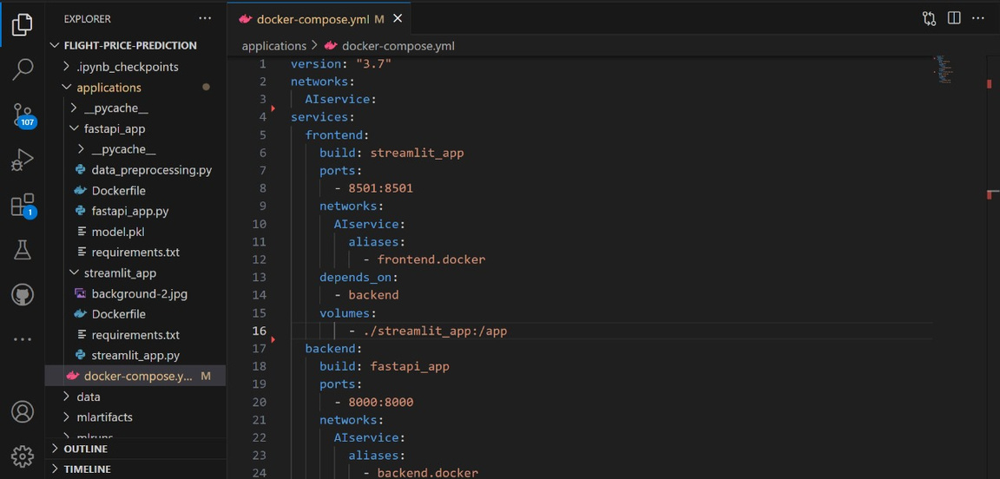 EXPLORER
FLIGHT-PRICE-PREDICTION
.ipynb_checkpoints
applications
__pycache__
fastapi_app
__pycache__
data_preprocessing.py
Dockerfile
fastapi_app.py
model.pkl
requirements.txt
streamlit_app
background-2.jpg
Dockerfile
requirements.txt
streamlit_app.py
docker-compose.y... M
data
mlartifacts
mlruns
OUTLINE
TIMELINE
107
1
docker-compose.yml M
applications > docker-compose.yml
1 version: "3.7"
2 networks:
3 AIservice:
4 services:
5 frontend:
6 build: streamlit_app
7 ports:
8 - 8501:8501
9 networks:
10 AIservice:
11 aliases:
12 - frontend.docker
13 depends_on:
14 - backend
15 volumes:
16 - ./streamlit_app:/app
17 backend:
18 build: fastapi_app
19 ports:
20 - 8000:8000
21 networks:
22 AIservice:
23 aliases:
24 - backend.docker